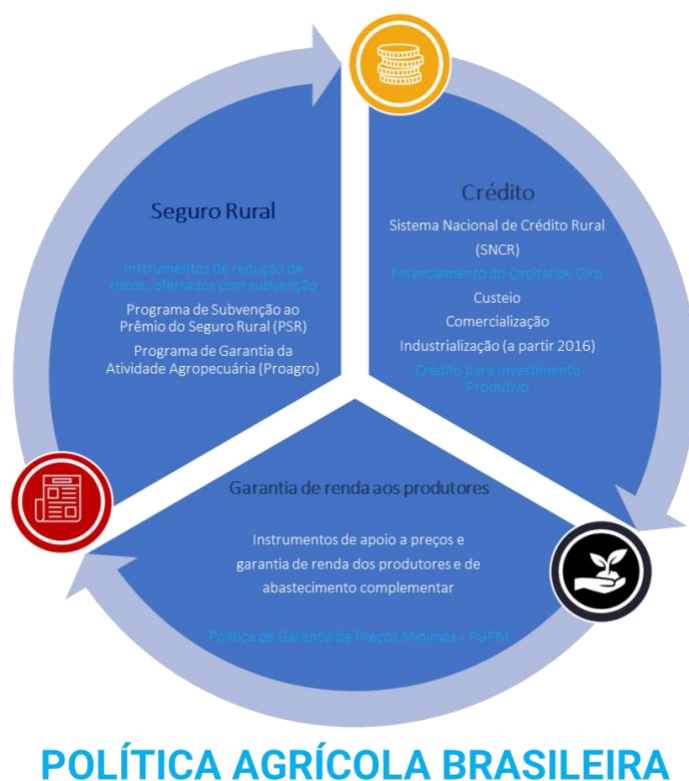 Seguro Rural
Instrumentos de redução de
riscos, ofertados com subvenção
Programa de Subvenção ao
Prêmio do Seguro Rural (PSR)
Programa de Garantia da
Atividade Agropecuária (Proagro)
Crédito
Sistema Nacional de Crédito Rural
(SNCR)
Financiamento do Capital de Giro
Custeio
Comercialização
Industrialização (a partir 2016)
Crédito para Investimento
Produtivo
Garantia de renda aos produtores
Instrumentos de apoio a preços e
garantia de renda dos produtores e de
abastecimento complementar
Política de Garantia de Preços Mínimos - PGPM
POLÍTICA AGRÍCOLA BRASILEIRA